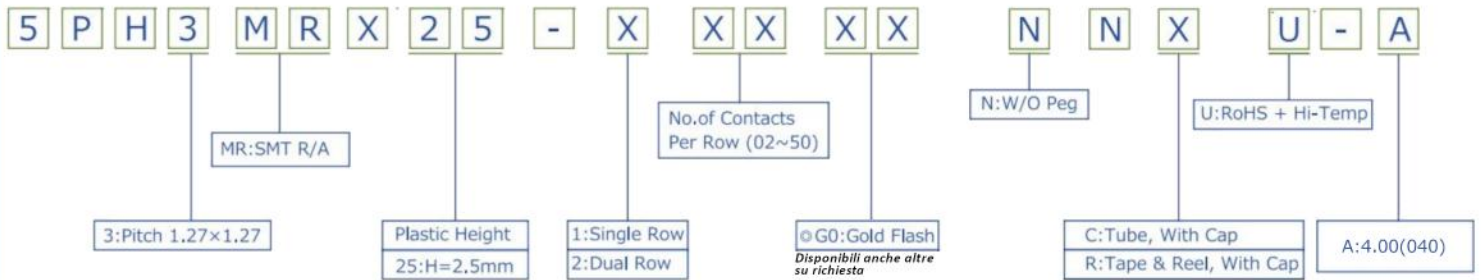 5 P H 3 M R X 2 5 - X X X X X N N X U - A
N:W/O Peg
No.of Contacts
Per Row (02~50)
U:RoHS + Hi-Temp
MR:SMT R/A
3:Pitch 1.27×1.27
Plastic Height
25:H=2.5mm
1:Single Row
2:Dual Row
◎G0:Gold Flash
Disponibili anche altre
su richiesta
C:Tube, With Cap
R:Tape & Reel, With Cap
A:4.00(040)